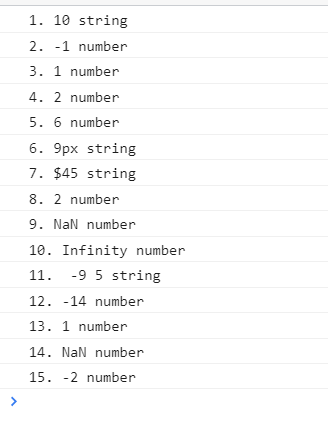 1. 10 string
2. -1 number
3. 1 number
4. 2 number
5. 6 number
6. 9px string
7. $45 string
8. 2 number
9. NaN number
10. Infinity number
11.  -9 5 string
12. -14 number
13. 1 number
14. NaN number
15. -2 number
>